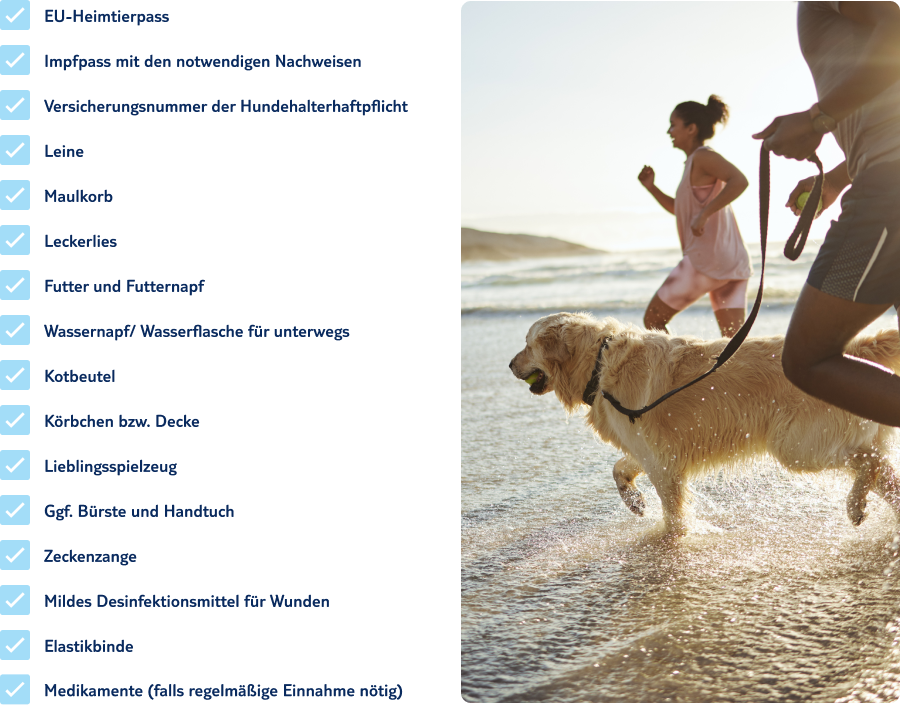 EU-Heimtierpass
Impfpass mit den notwendigen Nachweisen
Versicherungsnummer der Hundehalterhaftpflicht
Leine
Maulkorb
Leckerlies
Futter und Futternapf
Wassernapf/ Wasserflasche für unterwegs
Kotbeutel
Körbchen bzw. Decke
Lieblingsspielzeug
Ggf. Bürste und Handtuch
Zeckenzange
Mildes Desinfektionsmittel für Wunden
Elastikbinde
Medikamente (falls regelmäßige Einnahme nötig)